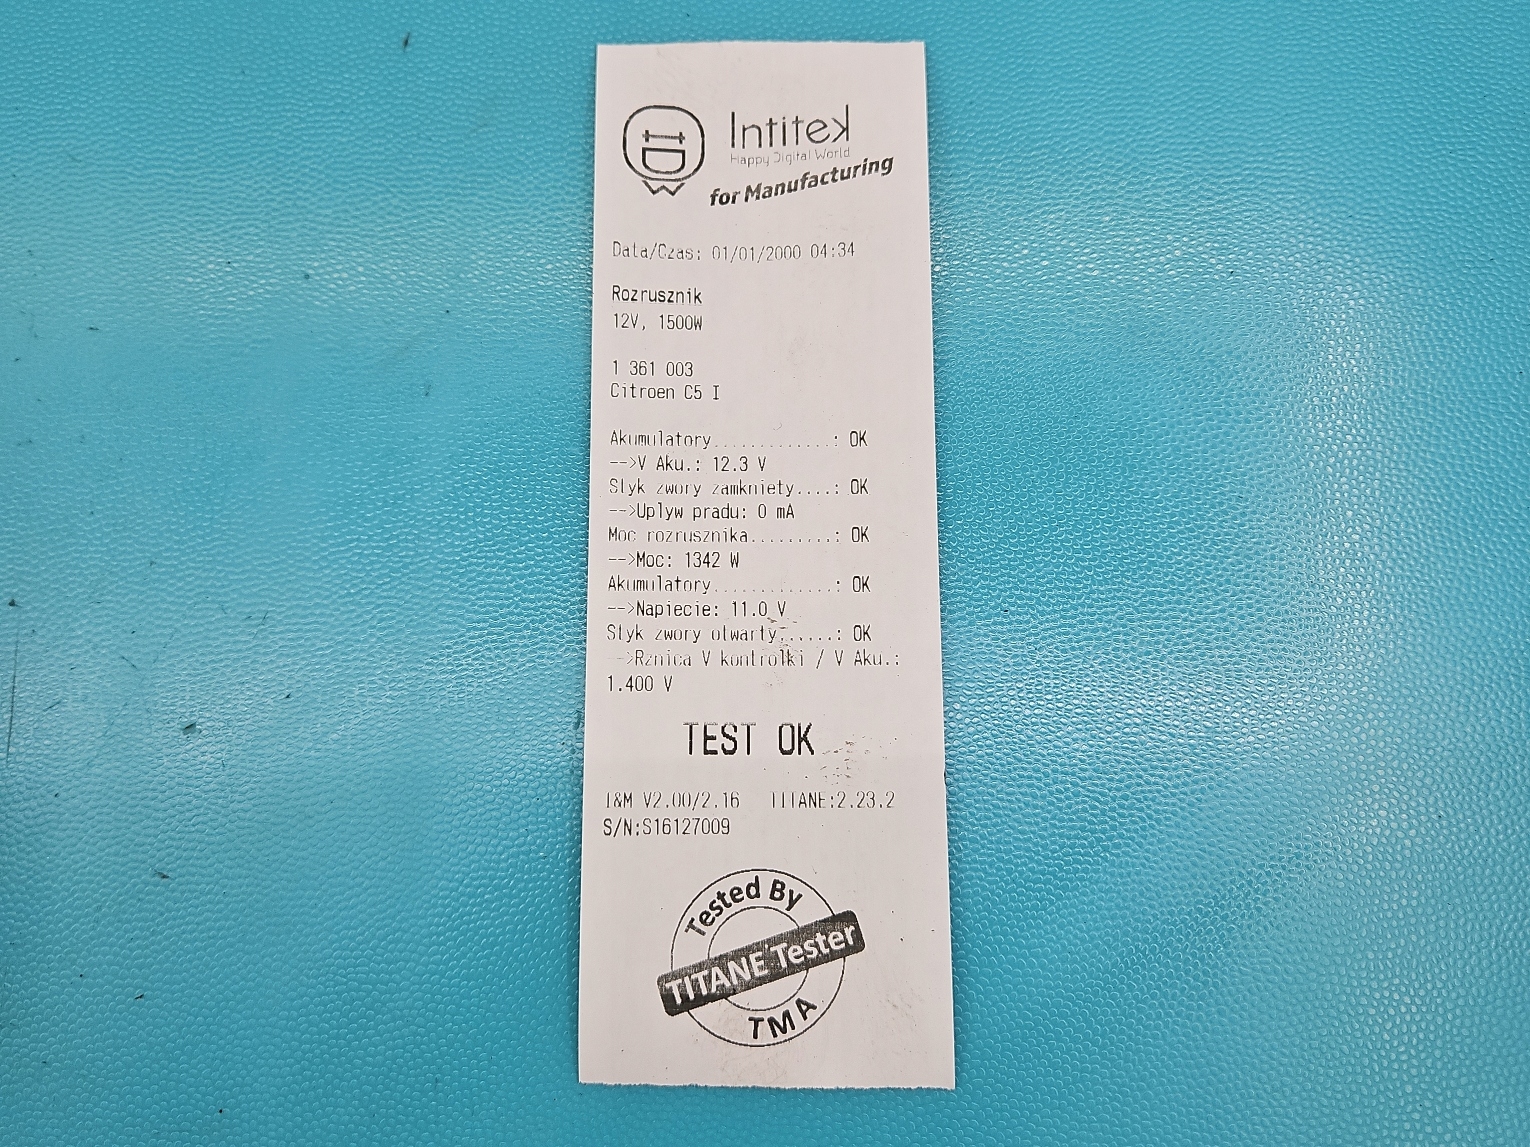 Intitek
Happy Digital World
for Manufacturing
Data/Czas: 01/01/2000 04:34
Rozrusznik
12V, 1500W
1 361 003
Citroen C5 I
Akumulatory.............: OK
-->V Aku.: 12.3 V
Styk zwory zamkniety....: OK
-->Uplyw pradu: 0 mA
Moc rozrusznika.........: OK
-->Moc: 1342 W
Akumulatory.............: OK
-->Napiecie: 11.0 V
Styk zwory otwarty......: OK
-->Rznica V kontrolki / V Aku.:
1.400 V
TEST OK
I&M V2.00/2.16 TITANE:2.23.2
S/N:S16127009
Tested By
TITANE Tester
TMA